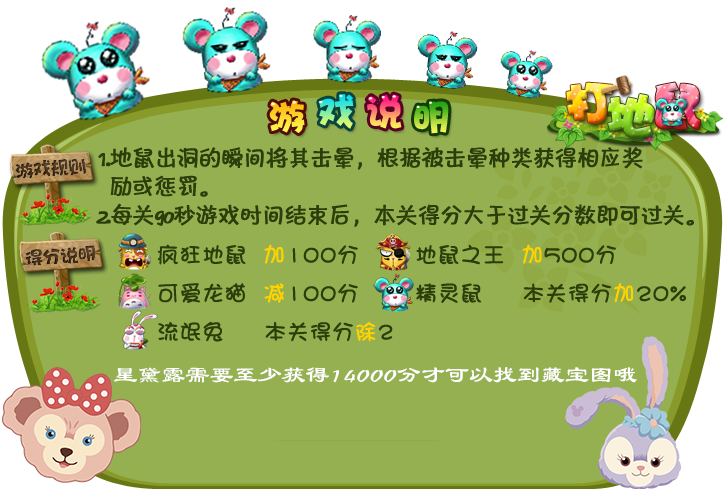 打地鼠
游戏说明
游戏规则
1.地鼠出洞的瞬间将其击晕，根据被击晕种类获得相应奖
励或惩罚。
2.每关90秒游戏时间结束后，本关得分大于过关分数即可过关。
得分说明
疯狂地鼠 加100分 地鼠之王 加500分
可爱龙猫 减100分 精灵鼠 本关得分加20%
流氓兔 本关得分除2
星黛露需要至少获得14000分才可以找到藏宝图哦